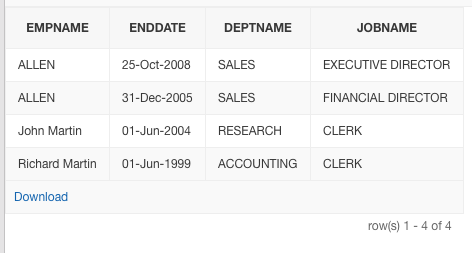 EMPNAME ENDDATE DEPTNAME JOBNAME
ALLEN 25-Oct-2008 SALES EXECUTIVE DIRECTOR
ALLEN 31-Dec-2005 SALES FINANCIAL DIRECTOR
John Martin 01-Jun-2004 RESEARCH CLERK
Richard Martin 01-Jun-1999 ACCOUNTING CLERK
Download
row(s) 1 - 4 of 4